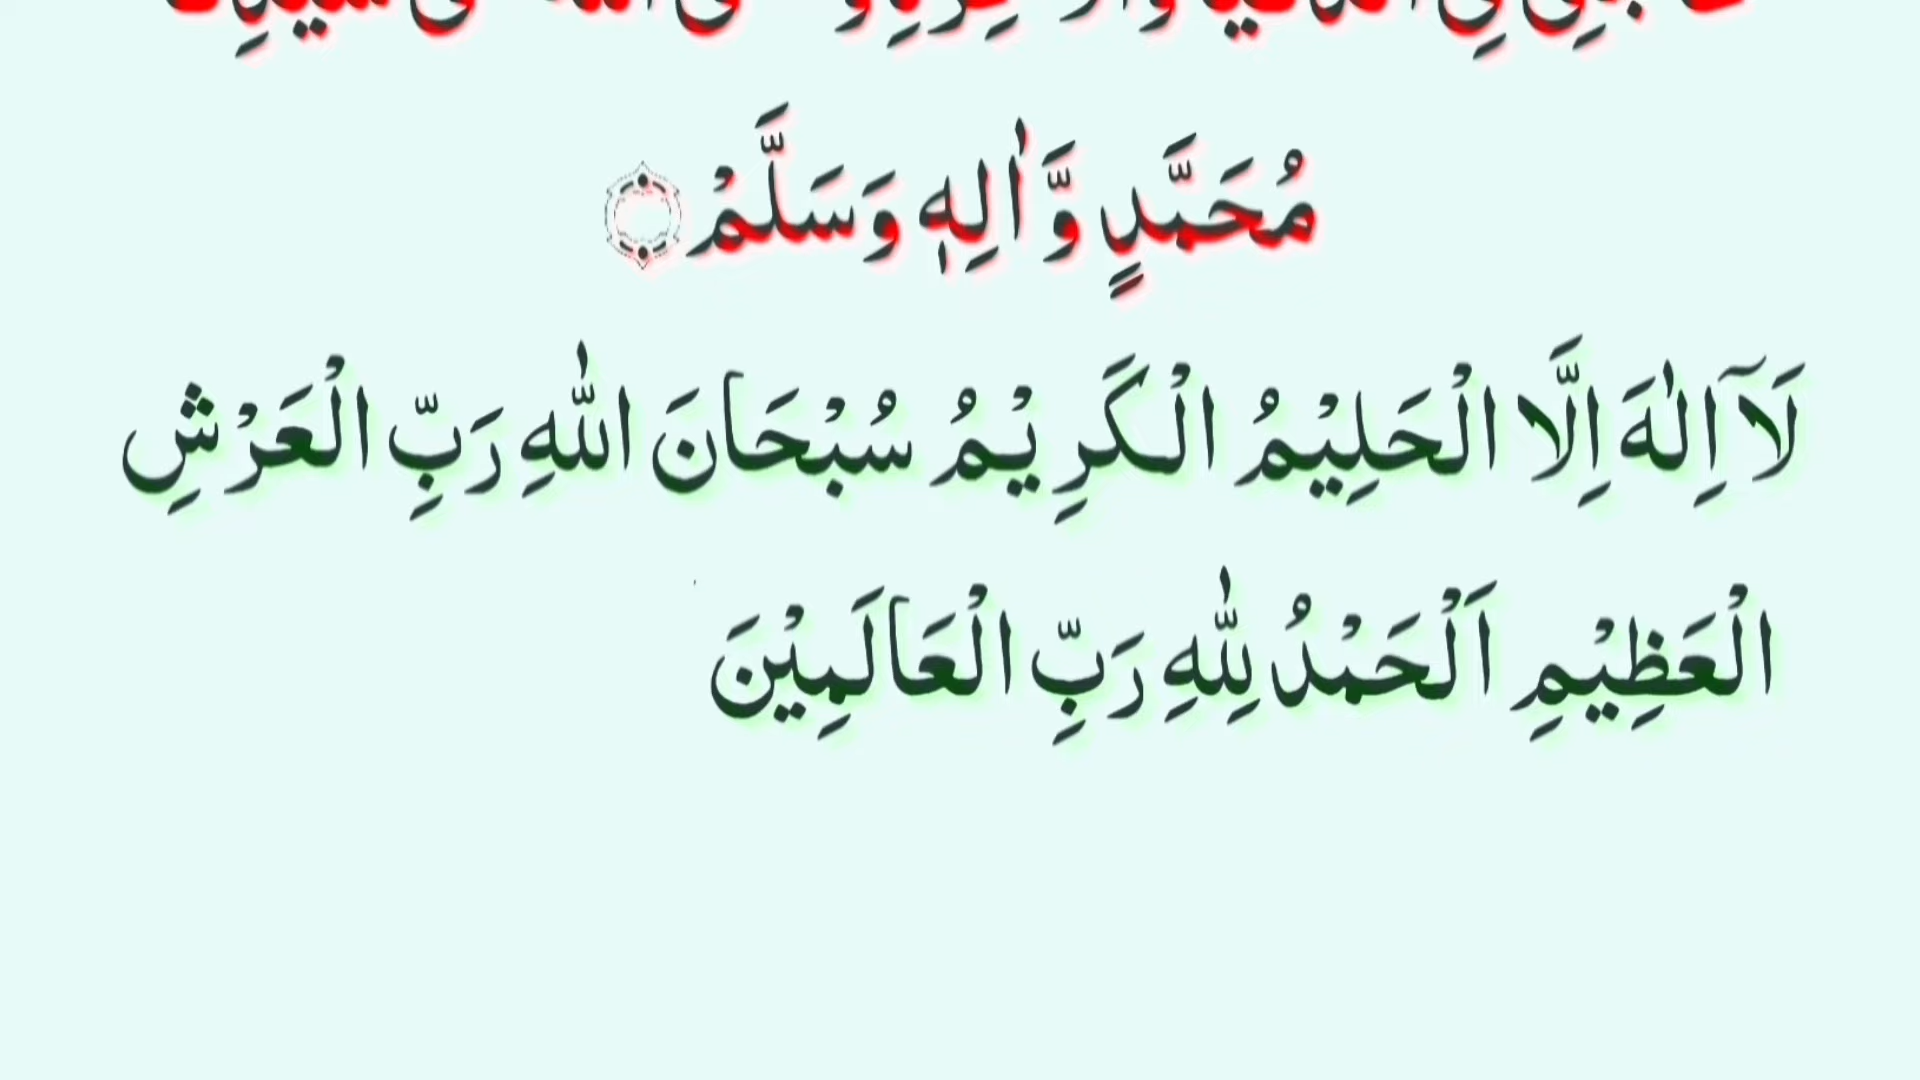 مُحَمَّدٍ وَّاٰلِهٖ وَسَلَّمْ
لَآ اِلٰهَ اِلَّا الْحَلِيْمُ الْكَرِيْمُ سُبْحَانَ اللّٰهِ رَبِّ الْعَرْشِ
الْعَظِيْمِ اَلْحَمْدُ لِلّٰهِ رَبِّ الْعَالَمِيْنَ